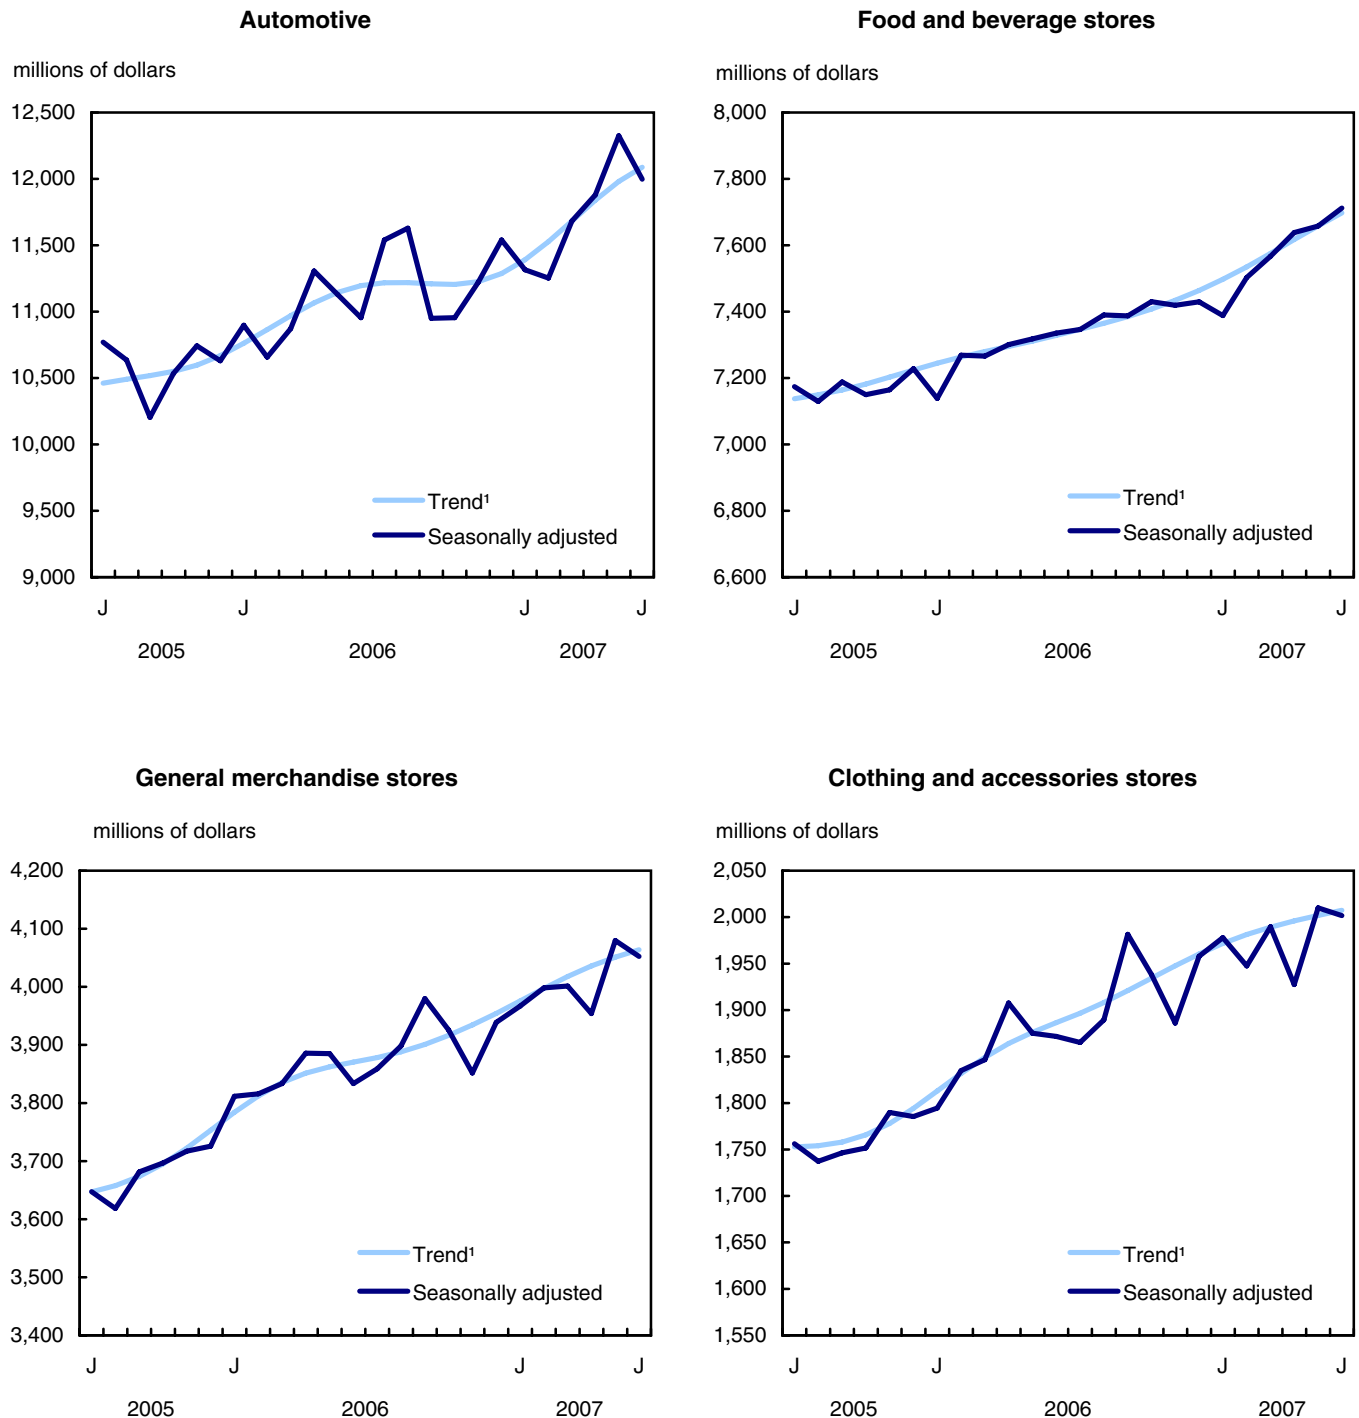 Automotive
millions of dollars
12,500
12,000
11,500
11,000
10,500
10,000
9,500
9,000
Trend¹
Seasonally adjusted
J J J J
2005 2006 2007
Food and beverage stores
millions of dollars
8,000
7,800
7,600
7,400
7,200
7,000
6,800
6,600
Trend¹
Seasonally adjusted
J J J J
2005 2006 2007
General merchandise stores
millions of dollars
4,200
4,100
4,000
3,900
3,800
3,700
3,600
3,500
3,400
Trend¹
Seasonally adjusted
J J J J
2005 2006 2007
Clothing and accessories stores
millions of dollars
2,050
2,000
1,950
1,900
1,850
1,800
1,750
1,700
1,650
1,600
1,550
Trend¹
Seasonally adjusted
J J J J
2005 2006 2007